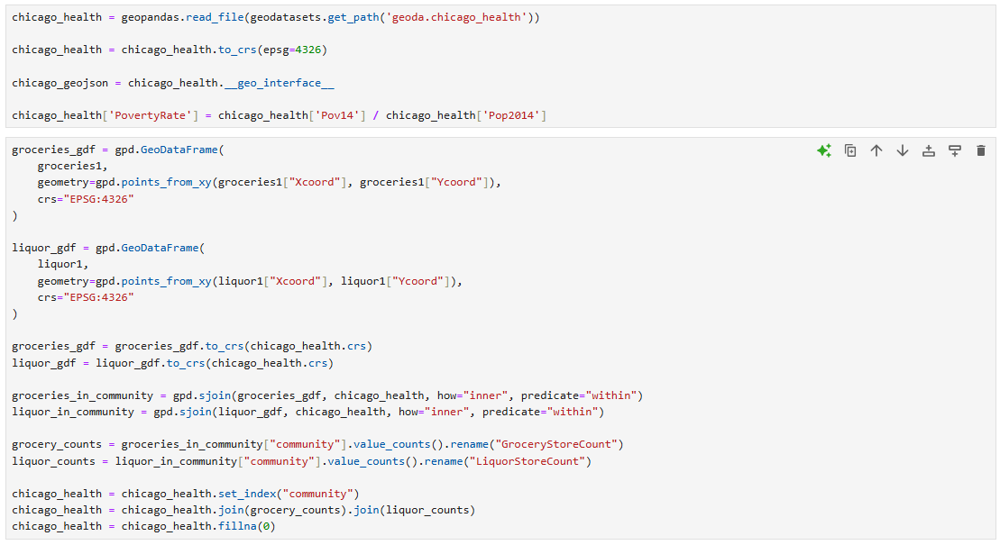 chicago_health = geopandas.read_file(geodatasets.get_path('geoda.chicago_health'))
chicago_health = chicago_health.to_crs(epsg=4326)
chicago_geojson = chicago_health.__geo_interface__
chicago_health['PovertyRate'] = chicago_health['Pov14'] / chicago_health['Pop2014']
groceries_gdf = gpd.GeoDataFrame(
    groceries1,
    geometry=gpd.points_from_xy(groceries1["Xcoord"], groceries1["Ycoord"]),
    crs="EPSG:4326"
)
liquor_gdf = gpd.GeoDataFrame(
    liquor1,
    geometry=gpd.points_from_xy(liquor1["Xcoord"], liquor1["Ycoord"]),
    crs="EPSG:4326"
)
groceries_gdf = groceries_gdf.to_crs(chicago_health.crs)
liquor_gdf = liquor_gdf.to_crs(chicago_health.crs)
groceries_in_community = gpd.sjoin(groceries_gdf, chicago_health, how="inner", predicate="within")
liquor_in_community = gpd.sjoin(liquor_gdf, chicago_health, how="inner", predicate="within")
grocery_counts = groceries_in_community["community"].value_counts().rename("GroceryStoreCount")
liquor_counts = liquor_in_community["community"].value_counts().rename("LiquorStoreCount")
chicago_health = chicago_health.set_index("community")
chicago_health = chicago_health.join(grocery_counts).join(liquor_counts)
chicago_health = chicago_health.fillna(0)